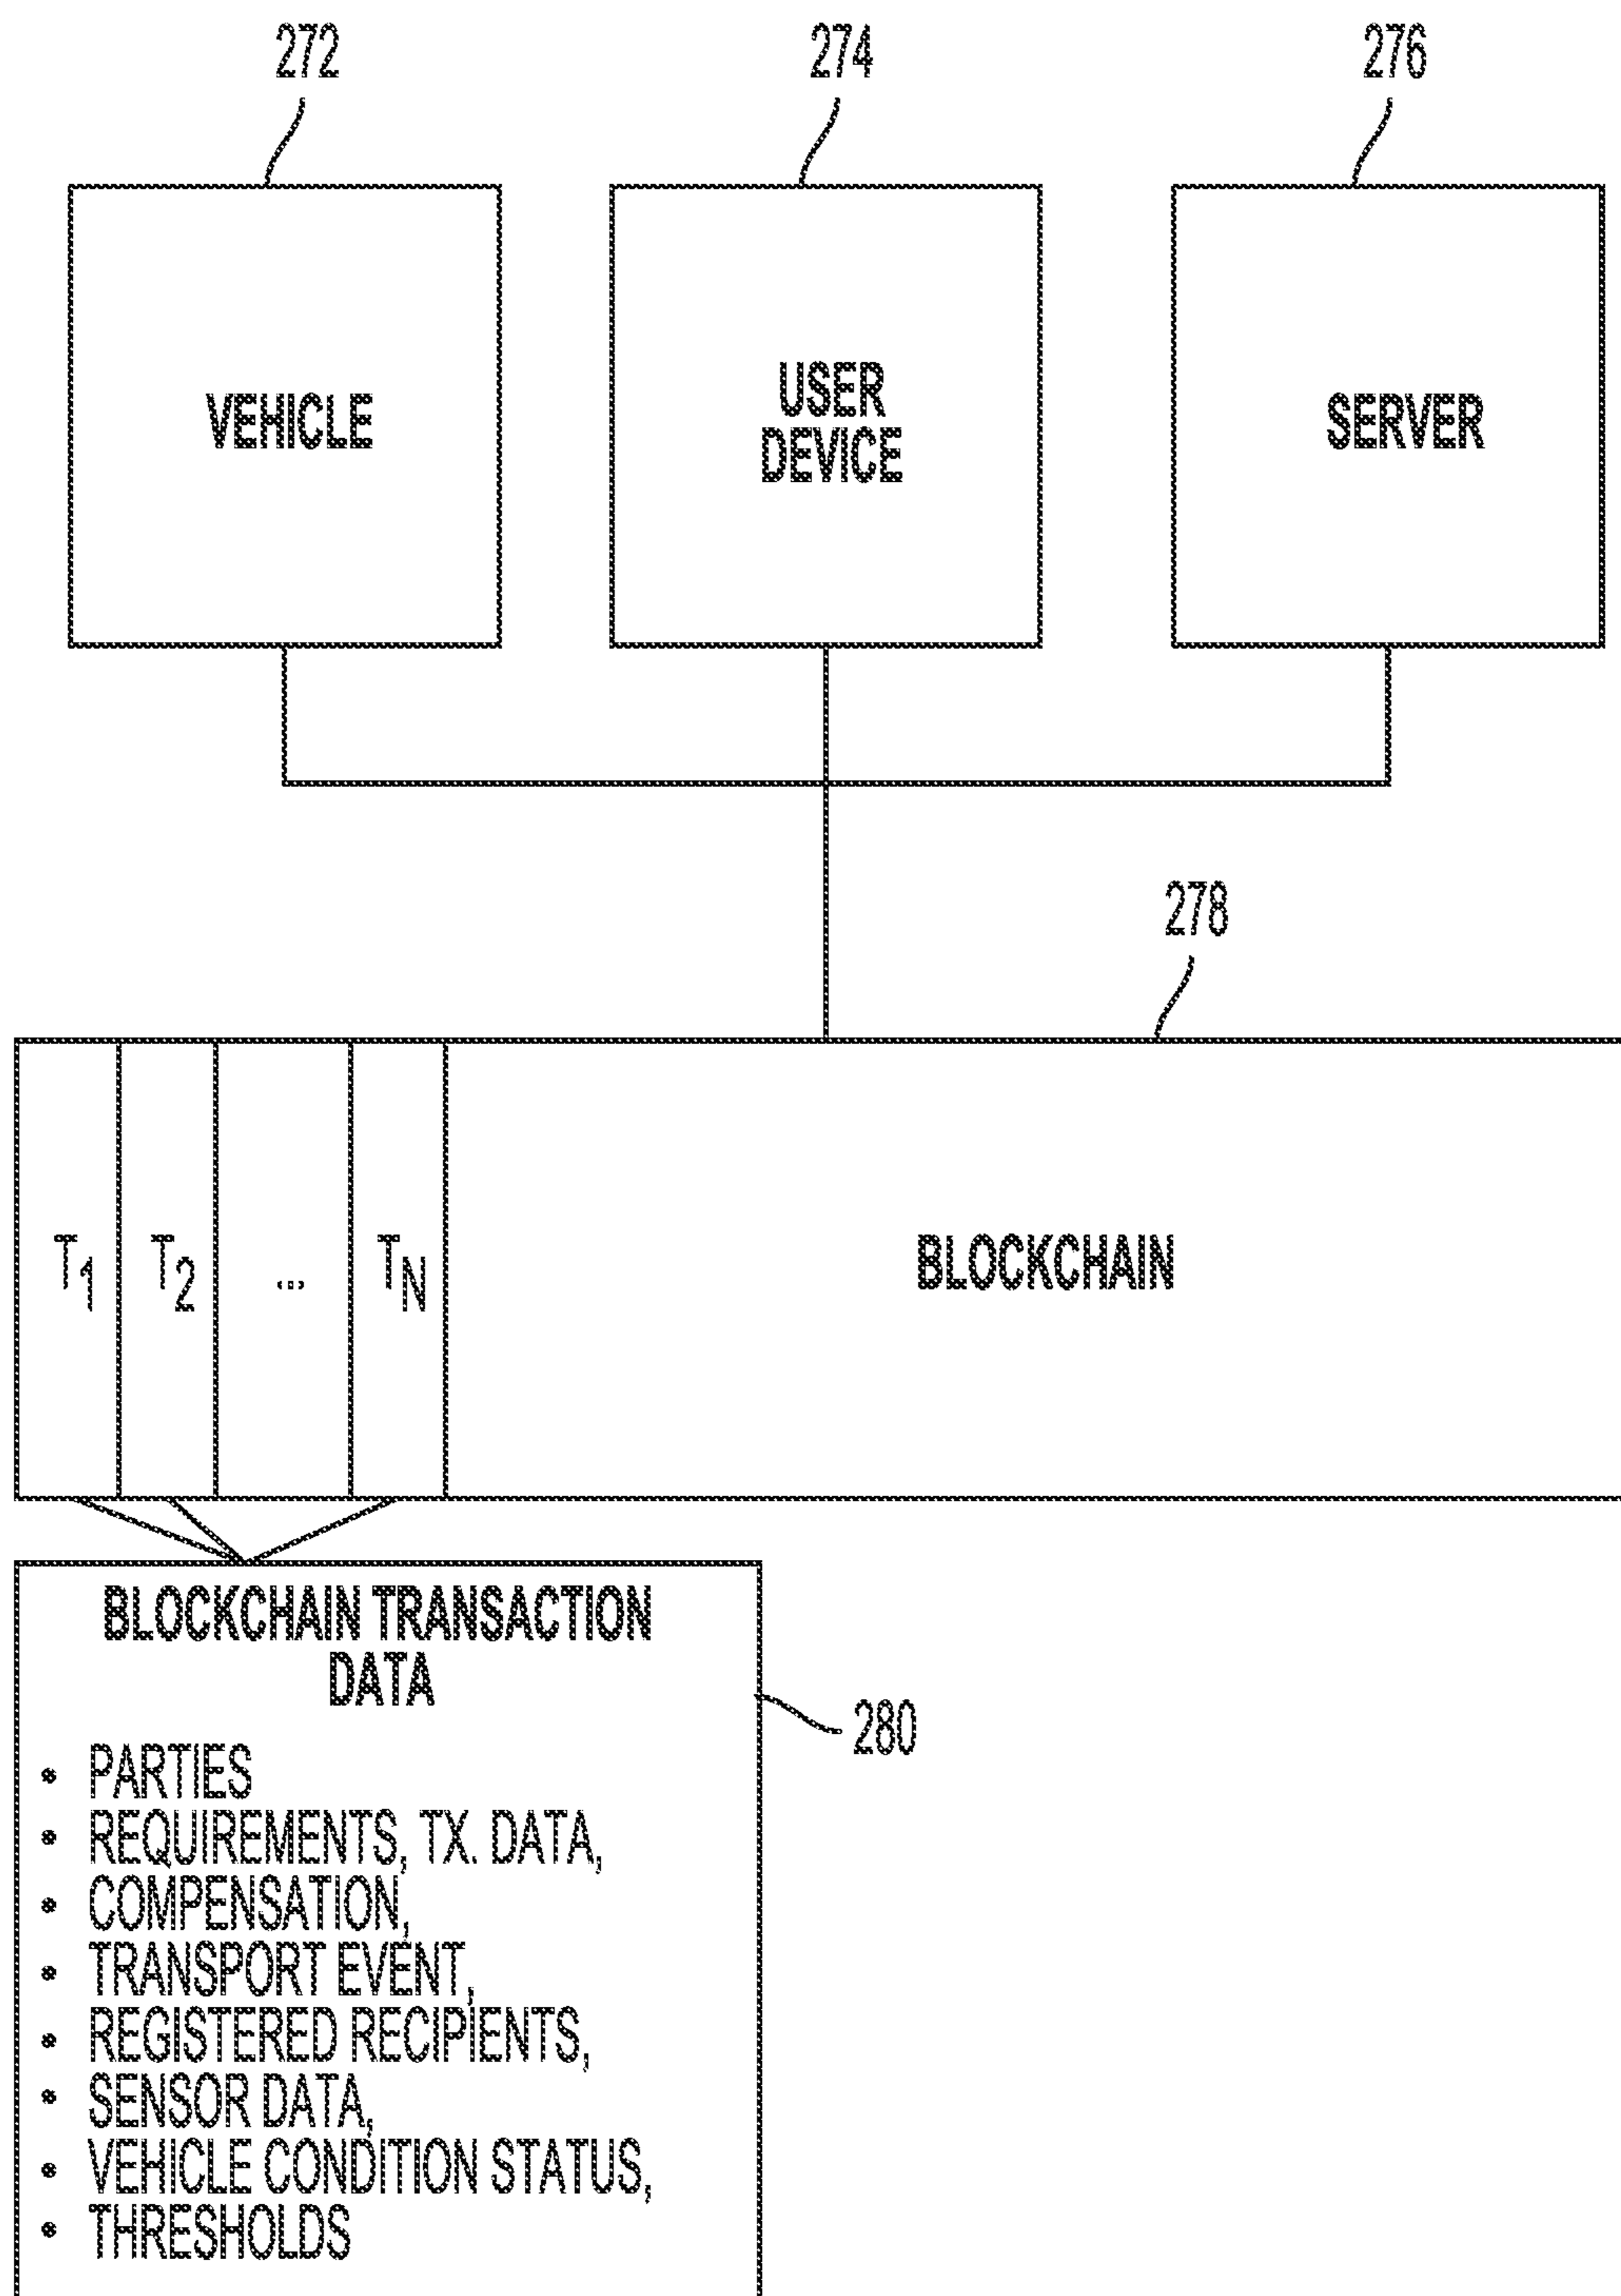 272
274
276
VEHICLE
USER
DEVICE
SERVER
278
T1
T2
...
TN
BLOCKCHAIN
BLOCKCHAIN TRANSACTION
DATA
280
• PARTIES
• REQUIREMENTS, TX. DATA,
• COMPENSATION,
• TRANSPORT EVENT,
• REGISTERED RECIPIENTS,
• SENSOR DATA,
• VEHICLE CONDITION STATUS,
• THRESHOLDS